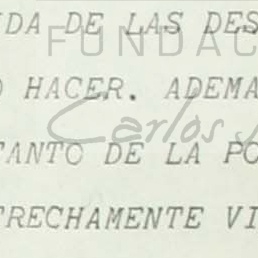 IDA DE LAS DES
FUNDAC
O HACER. ADEMA
Carlos
TANTO DE LA PO
TRECHAMENTE VI